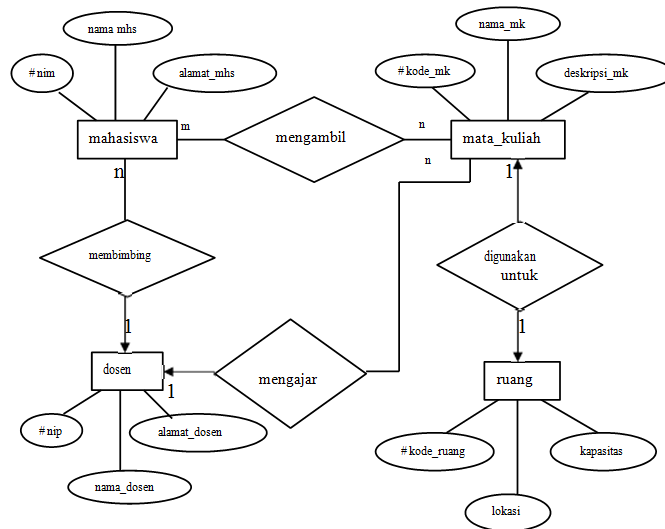 nama mhs
nama_mk
#nim
alamat_mhs
#kode_mk
deskripsi_mk
mahasiswa
m
mengambil
n
mata_kuliah
n
n
1
membimbing
digunakan
untuk
1
1
dosen
1
mengajar
ruang
#nip
alamat_dosen
#kode_ruang
kapasitas
nama_dosen
lokasi